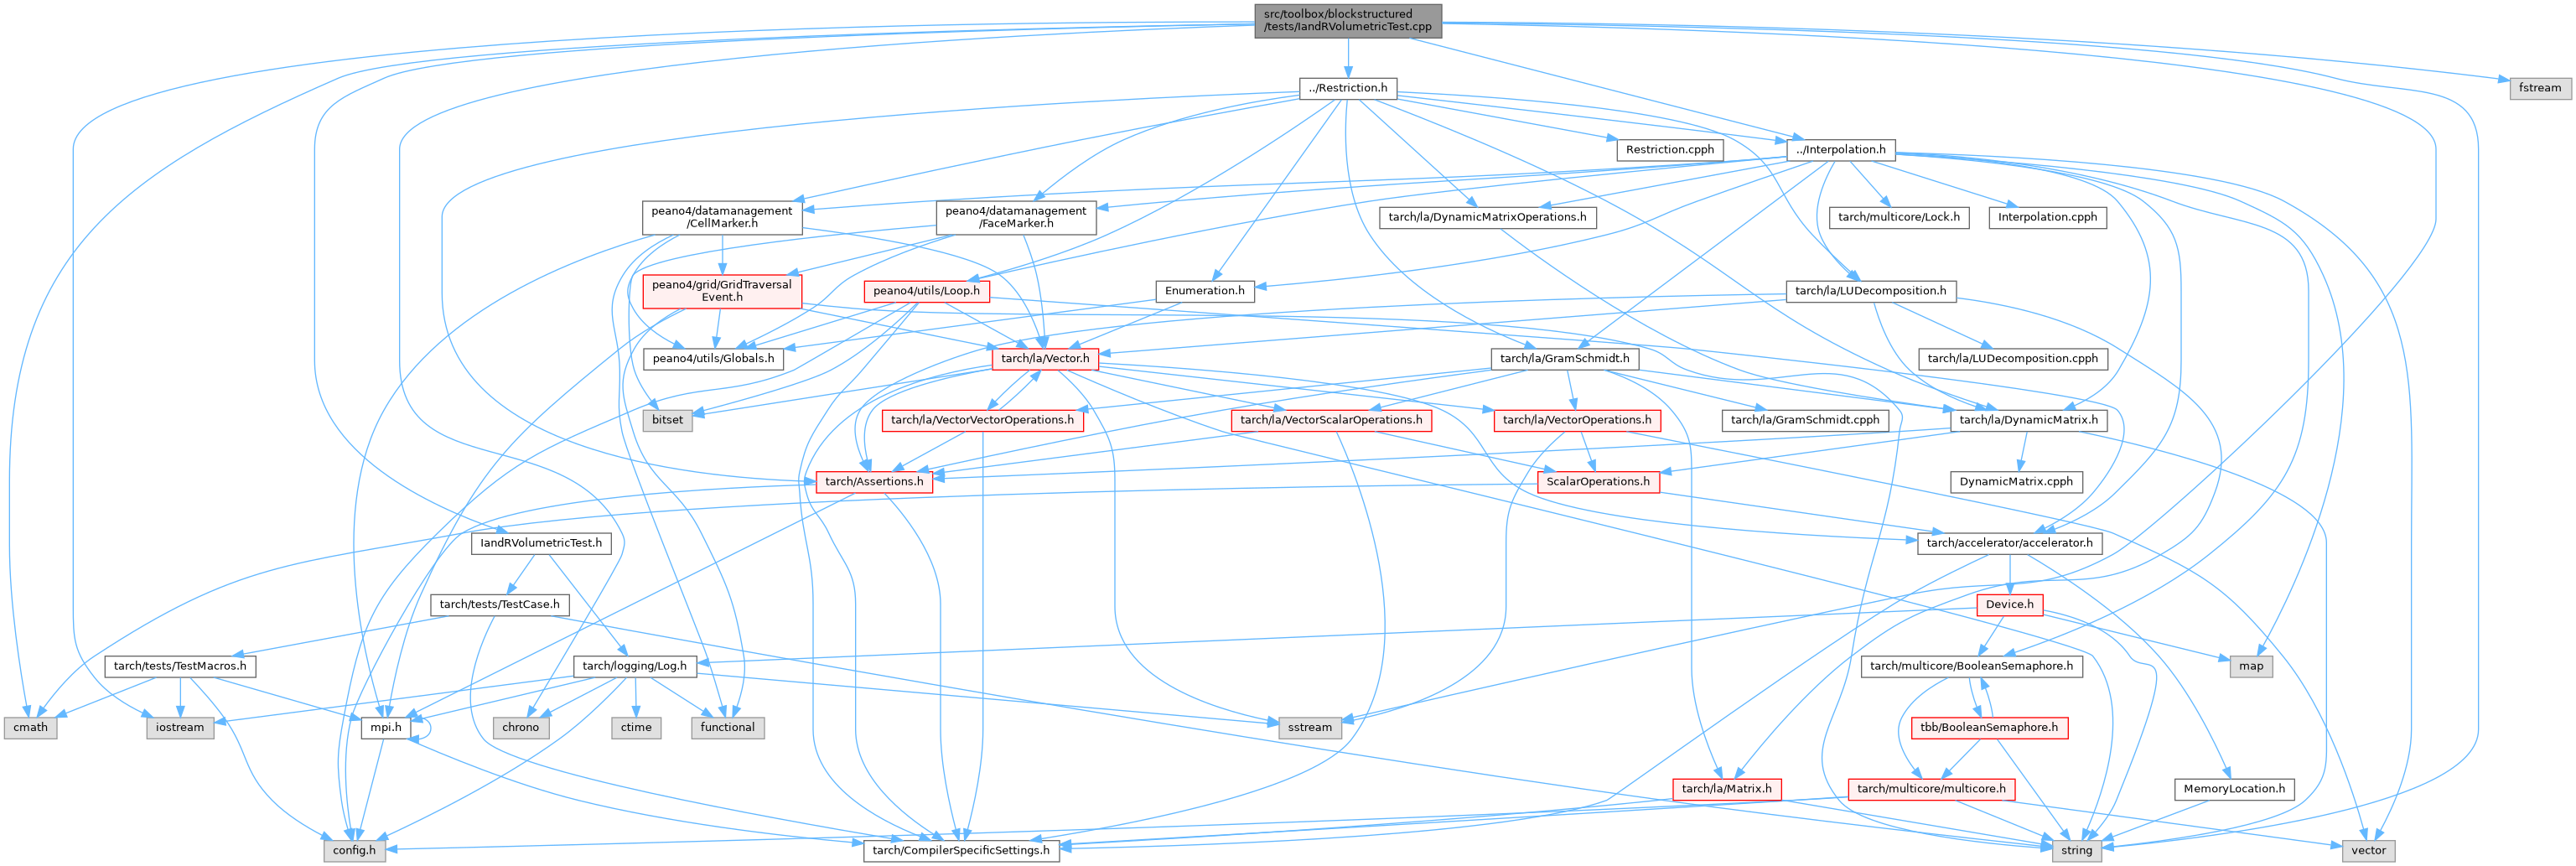 src/toolbox/blockstructured
/tests/IandRVolumetricTest.cpp
../Restriction.h
fstream
Restriction.cpph
../Interpolation.h
peano4/datamanagement
/CellMarker.h
peano4/datamanagement
/FaceMarker.h
tarch/la/DynamicMatrixOperations.h
tarch/multicore/Lock.h
Interpolation.cpph
peano4/grid/GridTraversal
Event.h
peano4/utils/Loop.h
Enumeration.h
tarch/la/LUDecomposition.h
peano4/utils/Globals.h
tarch/la/Vector.h
tarch/la/GramSchmidt.h
tarch/la/LUDecomposition.cpph
bitset
tarch/la/VectorVectorOperations.h
tarch/la/VectorScalarOperations.h
tarch/la/VectorOperations.h
tarch/la/GramSchmidt.cpph
tarch/la/DynamicMatrix.h
tarch/Assertions.h
ScalarOperations.h
DynamicMatrix.cpph
IandRVolumetricTest.h
tarch/accelerator/accelerator.h
tarch/tests/TestCase.h
Device.h
tarch/tests/TestMacros.h
tarch/logging/Log.h
tarch/multicore/BooleanSemaphore.h
map
cmath
iostream
mpi.h
chrono
ctime
functional
sstream
tbb/BooleanSemaphore.h
tarch/la/Matrix.h
tarch/multicore/multicore.h
MemoryLocation.h
config.h
tarch/CompilerSpecificSettings.h
string
vector